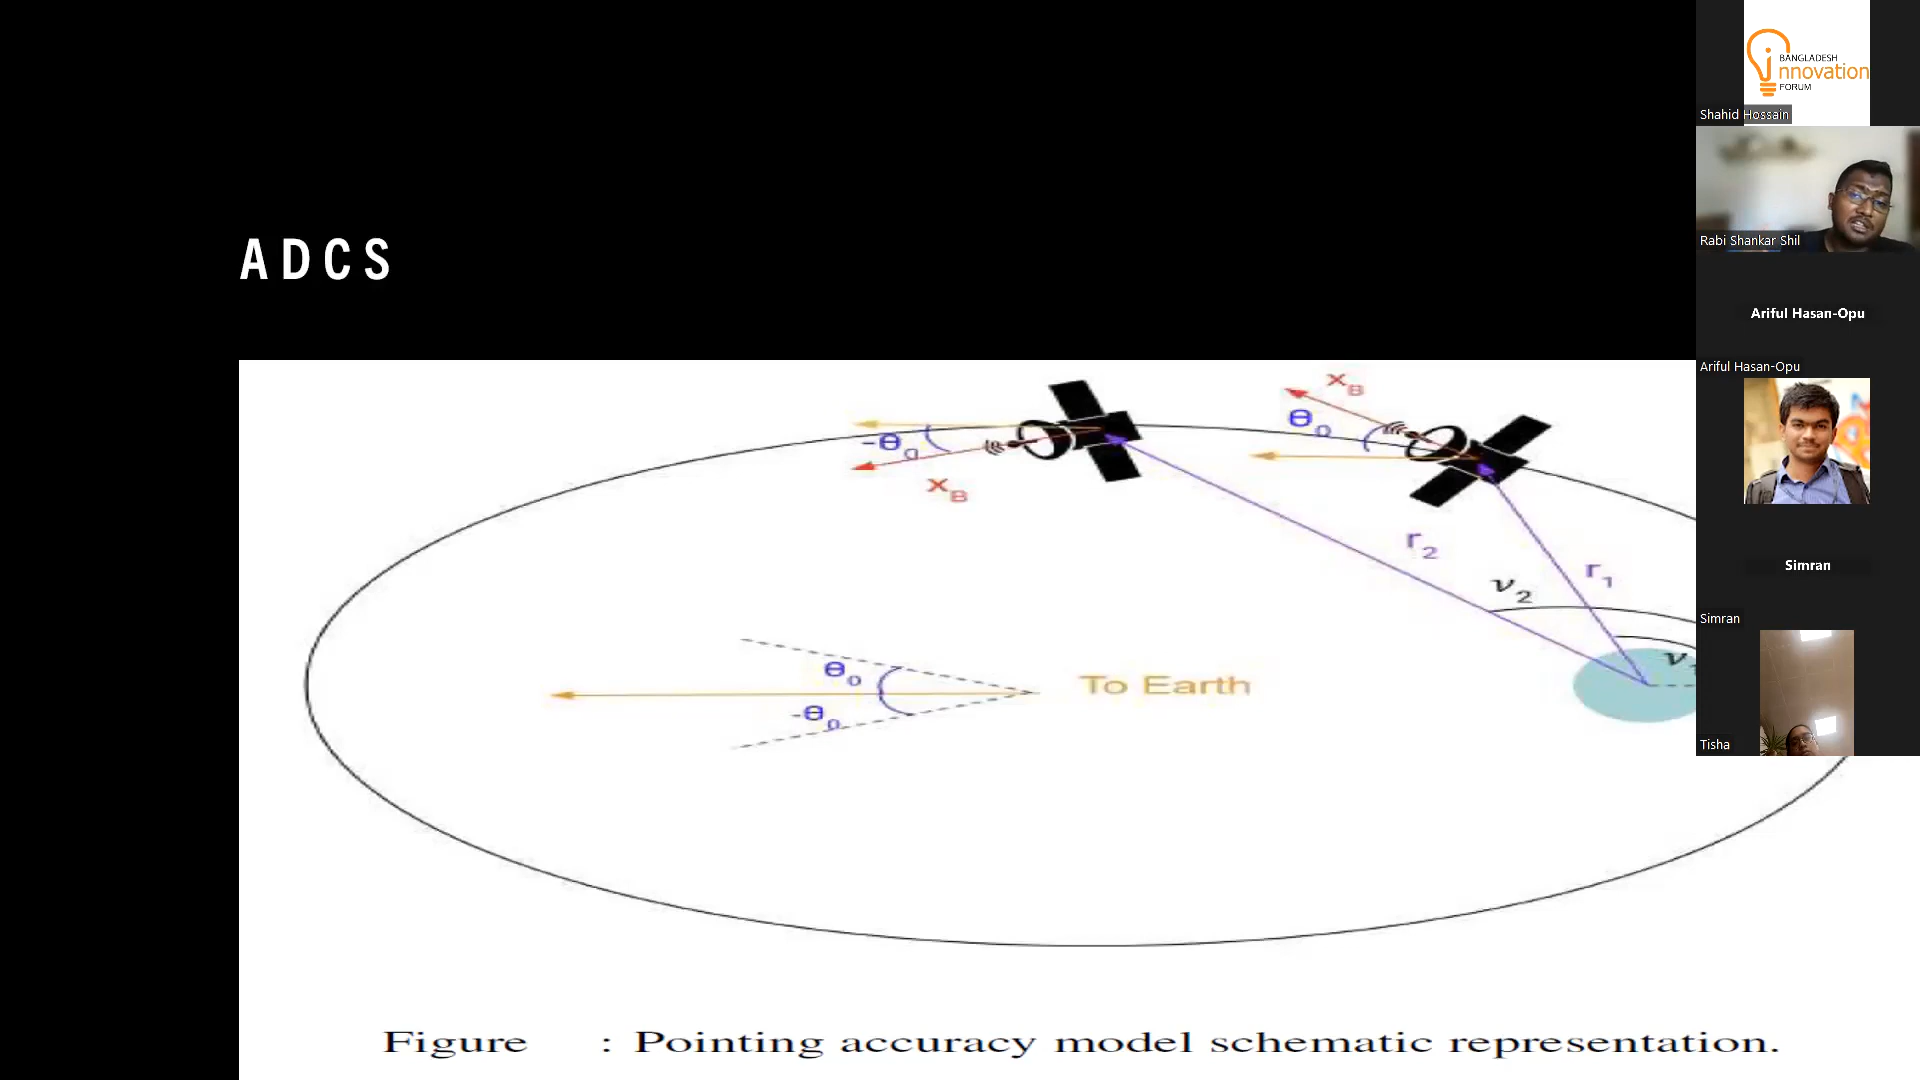 ADCS
-θ0
xB
xB
θ0
r2
r1
ν2
θ0
-θ0
To Earth
Figure : Pointing accuracy model schematic representation.
BANGLADESH
innovation
FORUM
Shahid Hossain
Rabi Shankar Shil
Ariful Hasan-Opu
Ariful Hasan-Opu
Simran
Simran
Tisha